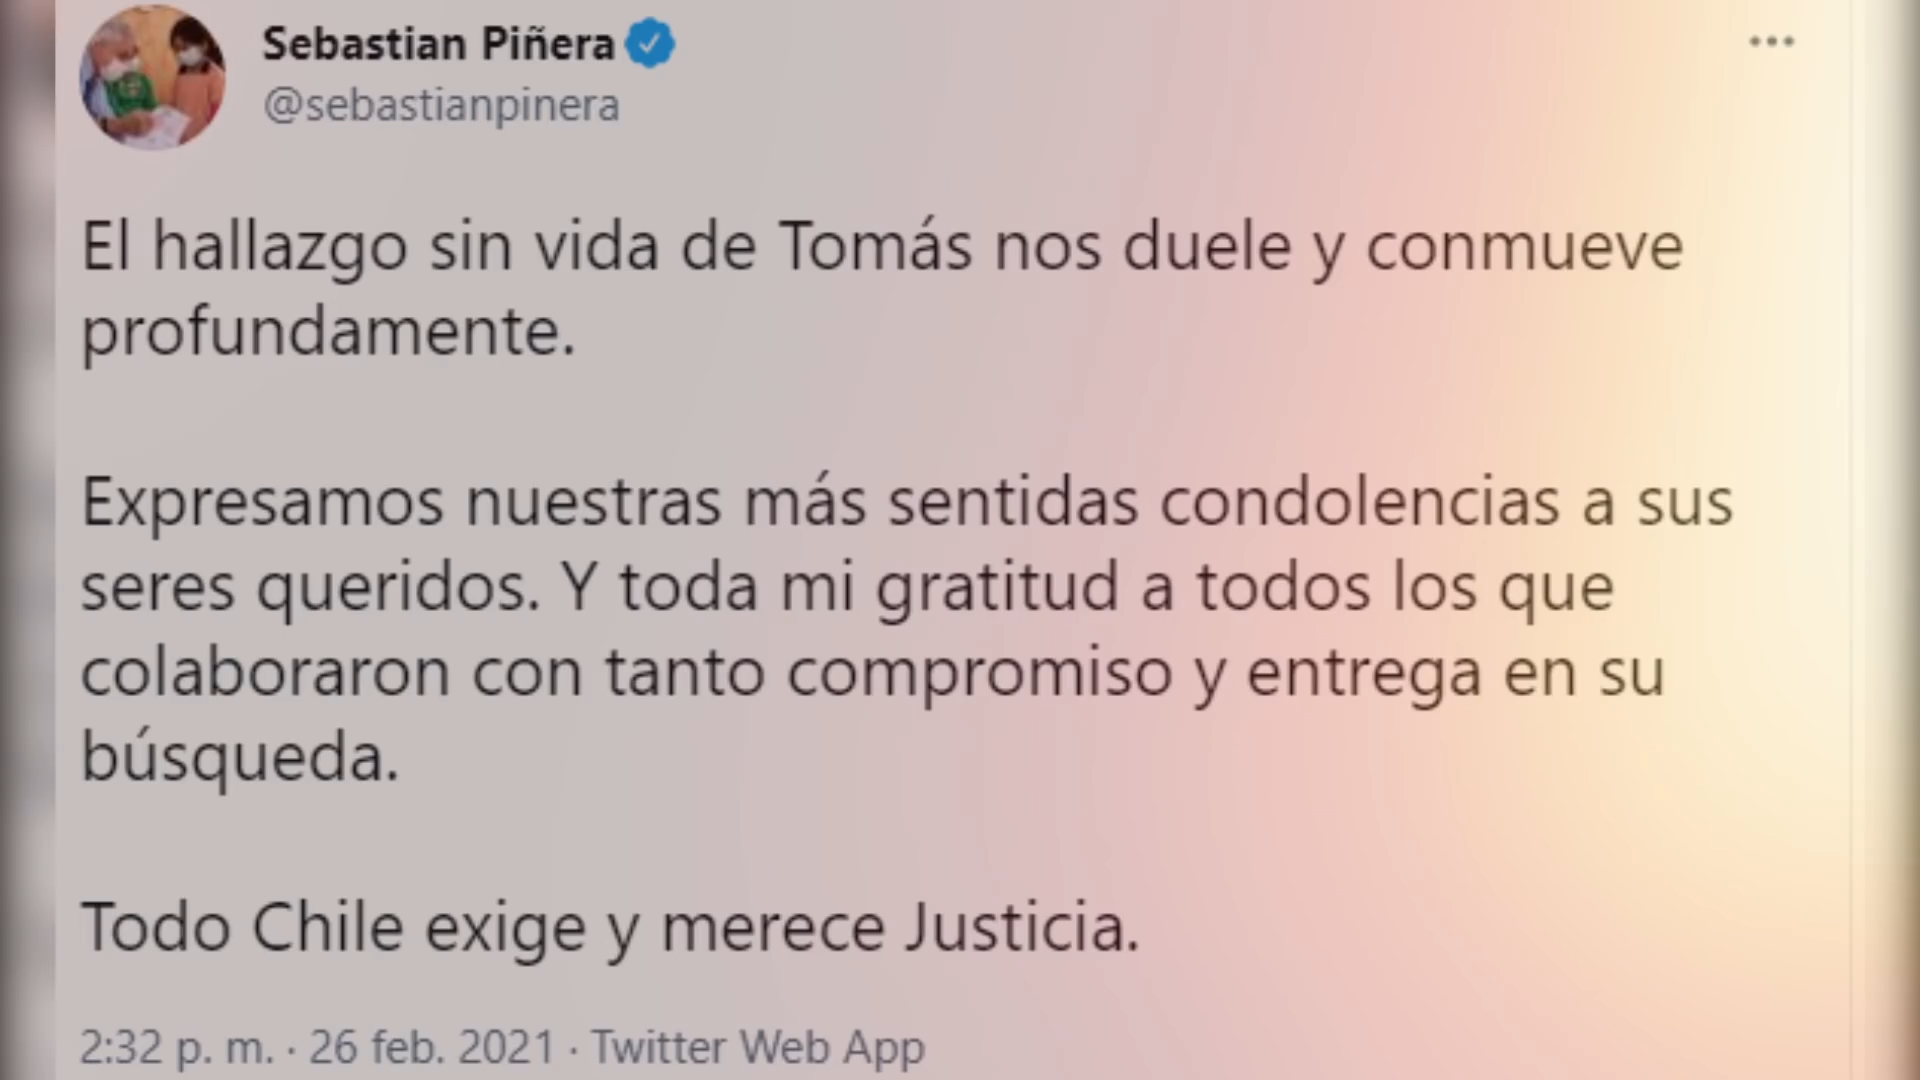 Sebastian Piñera
@sebastianpinera
El hallazgo sin vida de Tomás nos duele y conmueve
profundamente.
Expresamos nuestras más sentidas condolencias a sus
seres queridos. Y toda mi gratitud a todos los que
colaboraron con tanto compromiso y entrega en su
búsqueda.
Todo Chile exige y merece Justicia.
2:32 p. m. · 26 feb. 2021 · Twitter Web App